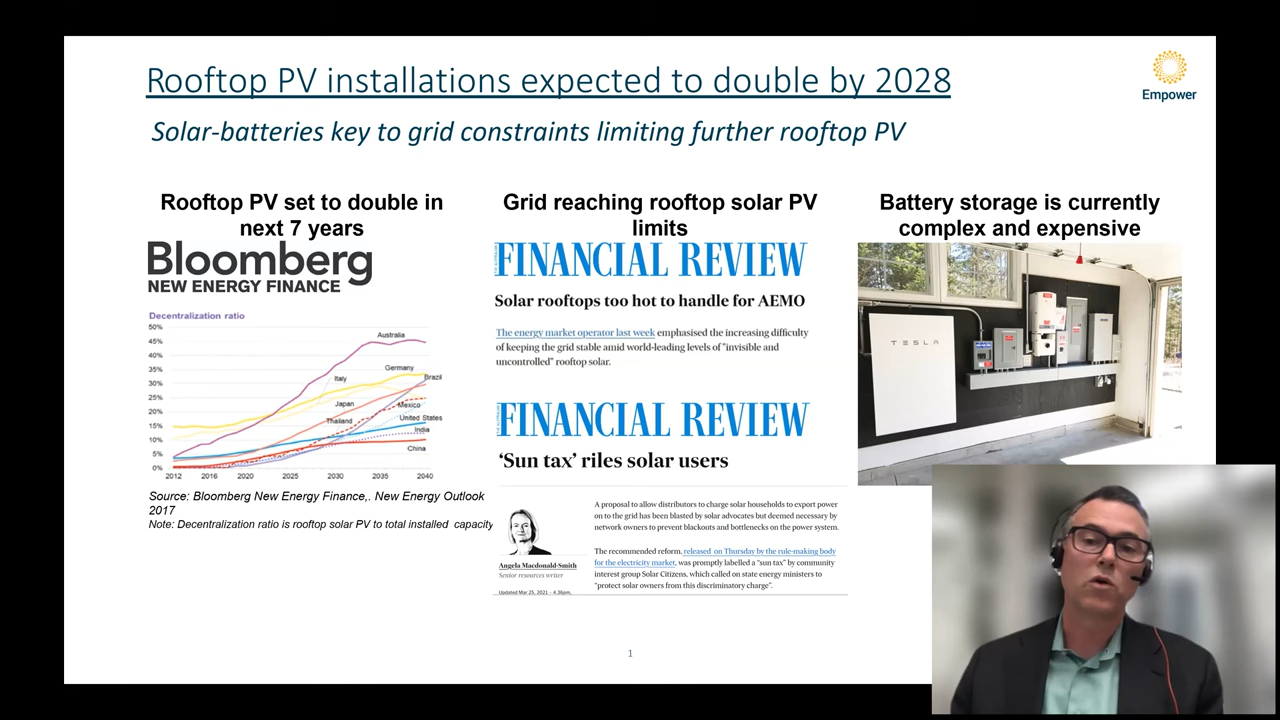 Rooftop PV installations expected to double by 2028
Empower
Solar-batteries key to grid constraints limiting further rooftop PV
Rooftop PV set to double in
next 7 years
Bloomberg
NEW ENERGY FINANCE
Decentralization ratio
50%
45%
40%
35%
30%
25%
20%
15%
10%
5%
0%
Australia
Germany
Italy
Brazil
Japan
Mexico
Thailand
United States
India
China
2012 2016 2020 2025 2030 2035 2040
Source: Bloomberg New Energy Finance,. New Energy Outlook
2017
Note: Decentralization ratio is rooftop solar PV to total installed capacity
Grid reaching rooftop solar PV
limits
FINANCIAL REVIEW
Solar rooftops too hot to handle for AEMO
The energy market operator last week emphasised the increasing difficulty
of keeping the grid stable amid world-leading levels of "invisible and
uncontrolled" rooftop solar.
FINANCIAL REVIEW
‘Sun tax’ riles solar users
Angela Macdonald-Smith
Senior resources writer
Updated Mar 25, 2021 – 4.36pm,
A proposal to allow distributors to charge solar households to export power
on to the grid has been blasted by solar advocates but deemed necessary by
network owners to prevent blackouts and bottlenecks on the power system.
The recommended reform, released on Thursday by the rule-making body
for the electricity market, was promptly labelled a "sun tax" by community
interest group Solar Citizens, which called on state energy ministers to
"protect solar owners from this discriminatory charge".
Battery storage is currently
complex and expensive
TESLA
1